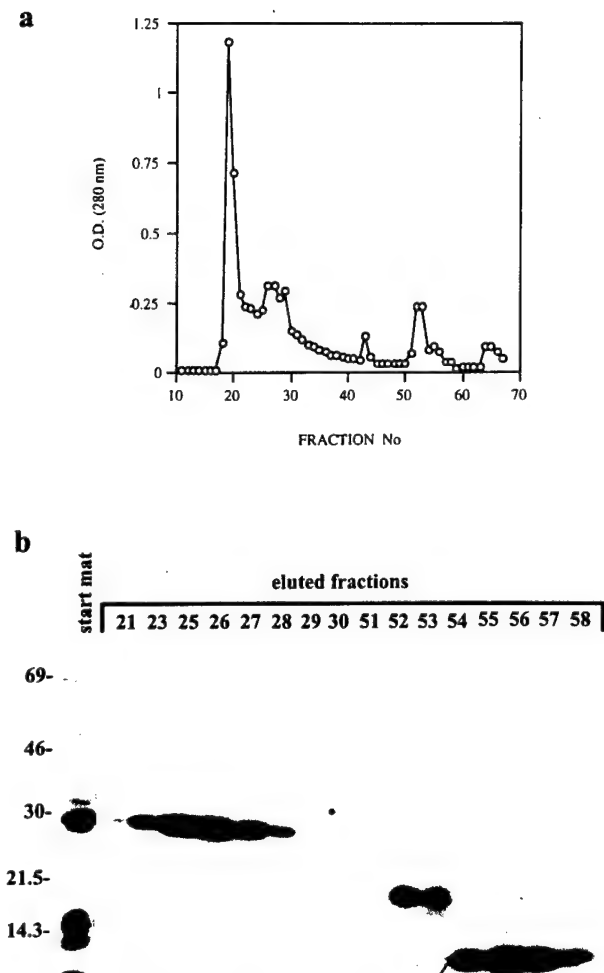 a
1.25
1
0.75
0.5
0.25
0
O.D. (280 nm)
10 20 30 40 50 60 70
FRACTION No
b
start mat
eluted fractions
21 23 25 26 27 28 29 30 51 52 53 54 55 56 57 58
69-
46-
30-
21.5-
14.3-